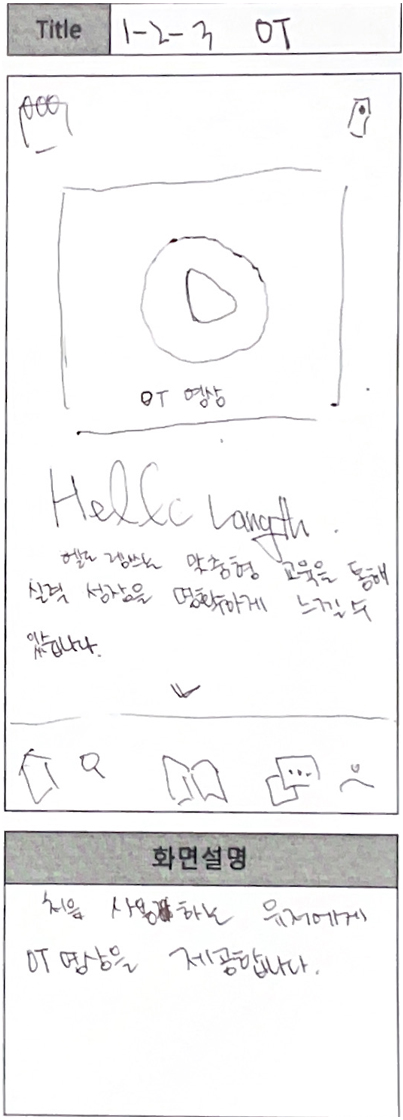 Title 1-2-3 OT
OT 영상
Hello Langth.
헬로 랭쓰는 맞춤형 교육을 통해
실력 성장을 명확하게 느낄 수
있습니다.
화면설명
처음 사용하는 유저에게
OT 영상을 제공합니다.